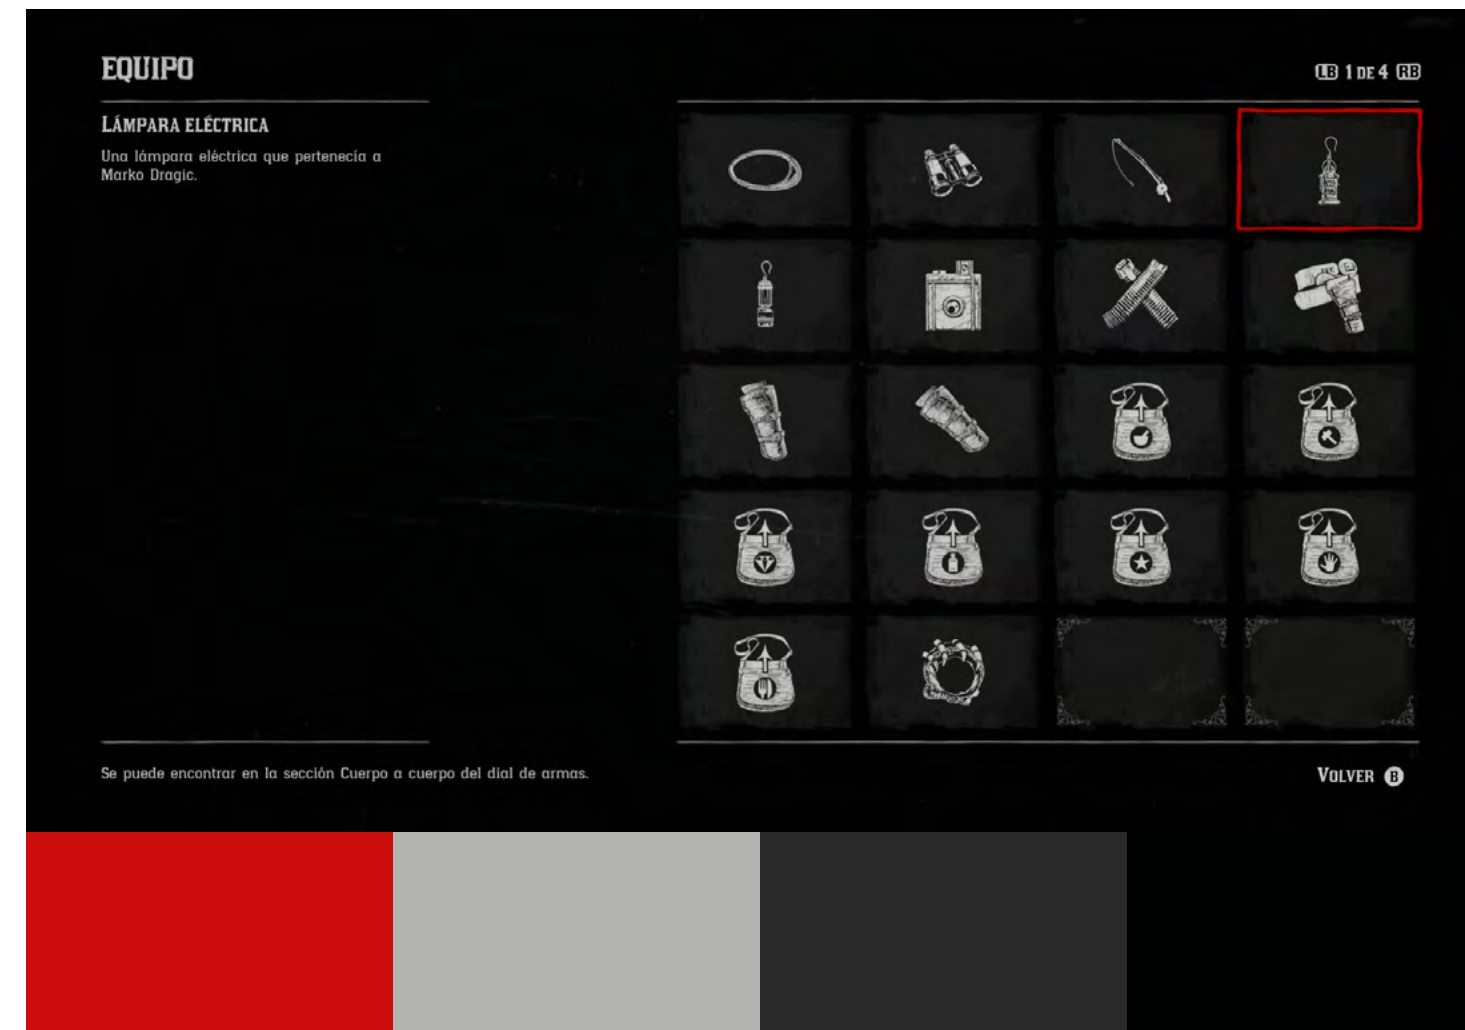 EQUIPO
LB 1 DE 4 RB
LÁMPARA ELÉCTRICA
Una lámpara eléctrica que pertenecía a
Marko Dragic.
Se puede encontrar en la sección Cuerpo a cuerpo del dial de armas.
VOLVER B